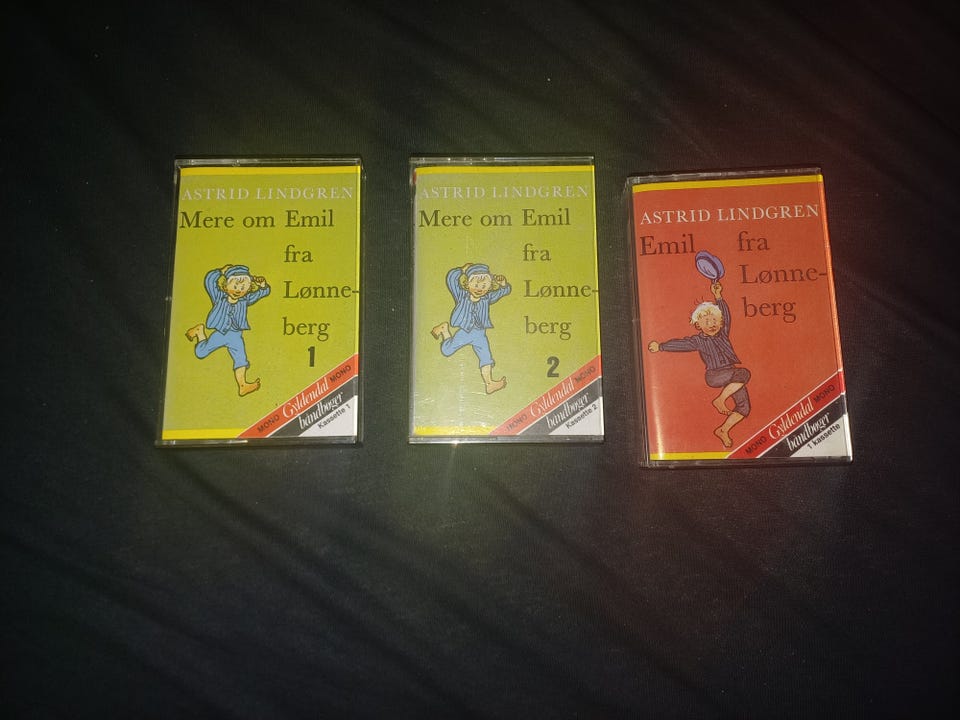 ASTRID LINDGREN
Mere om Emil
fra
Lønne-
berg
1
MONO Gyldendal MONO
båndbøger
Kassette 1
ASTRID LINDGREN
Mere om Emil
fra
Lønne-
berg
2
MONO Gyldendal MONO
båndbøger
Kassette 2
ASTRID LINDGREN
Emil fra
Lønne-
berg
MONO Gyldendal MONO
båndbøger
1 kassette